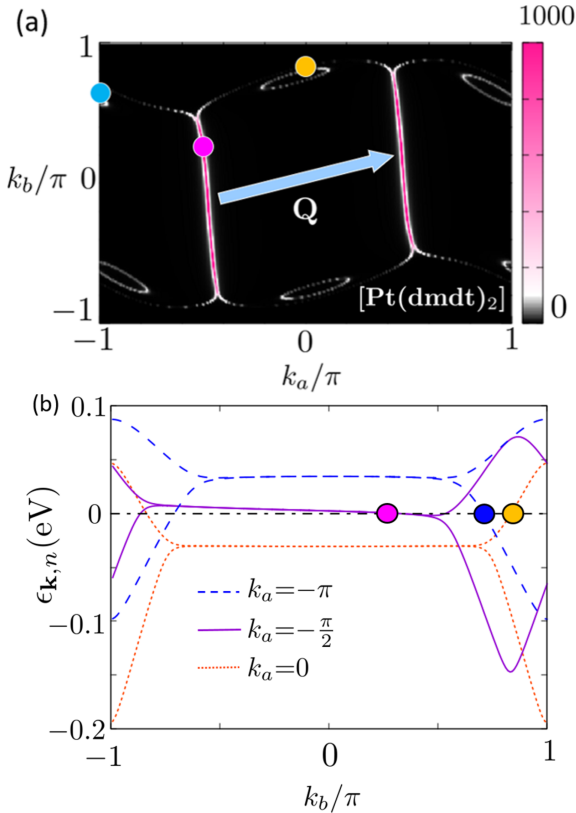 (a)
1000
1
k_b/π
0
Q
[Pt(dmdt)₂]
0
−1
−1
0
1
k_a/π
(b)
0.1
0
ϵ_{k,n}(eV)
−0.1
k_a=−π
k_a=−π/2
k_a=0
−0.2
−1
0
1
k_b/π